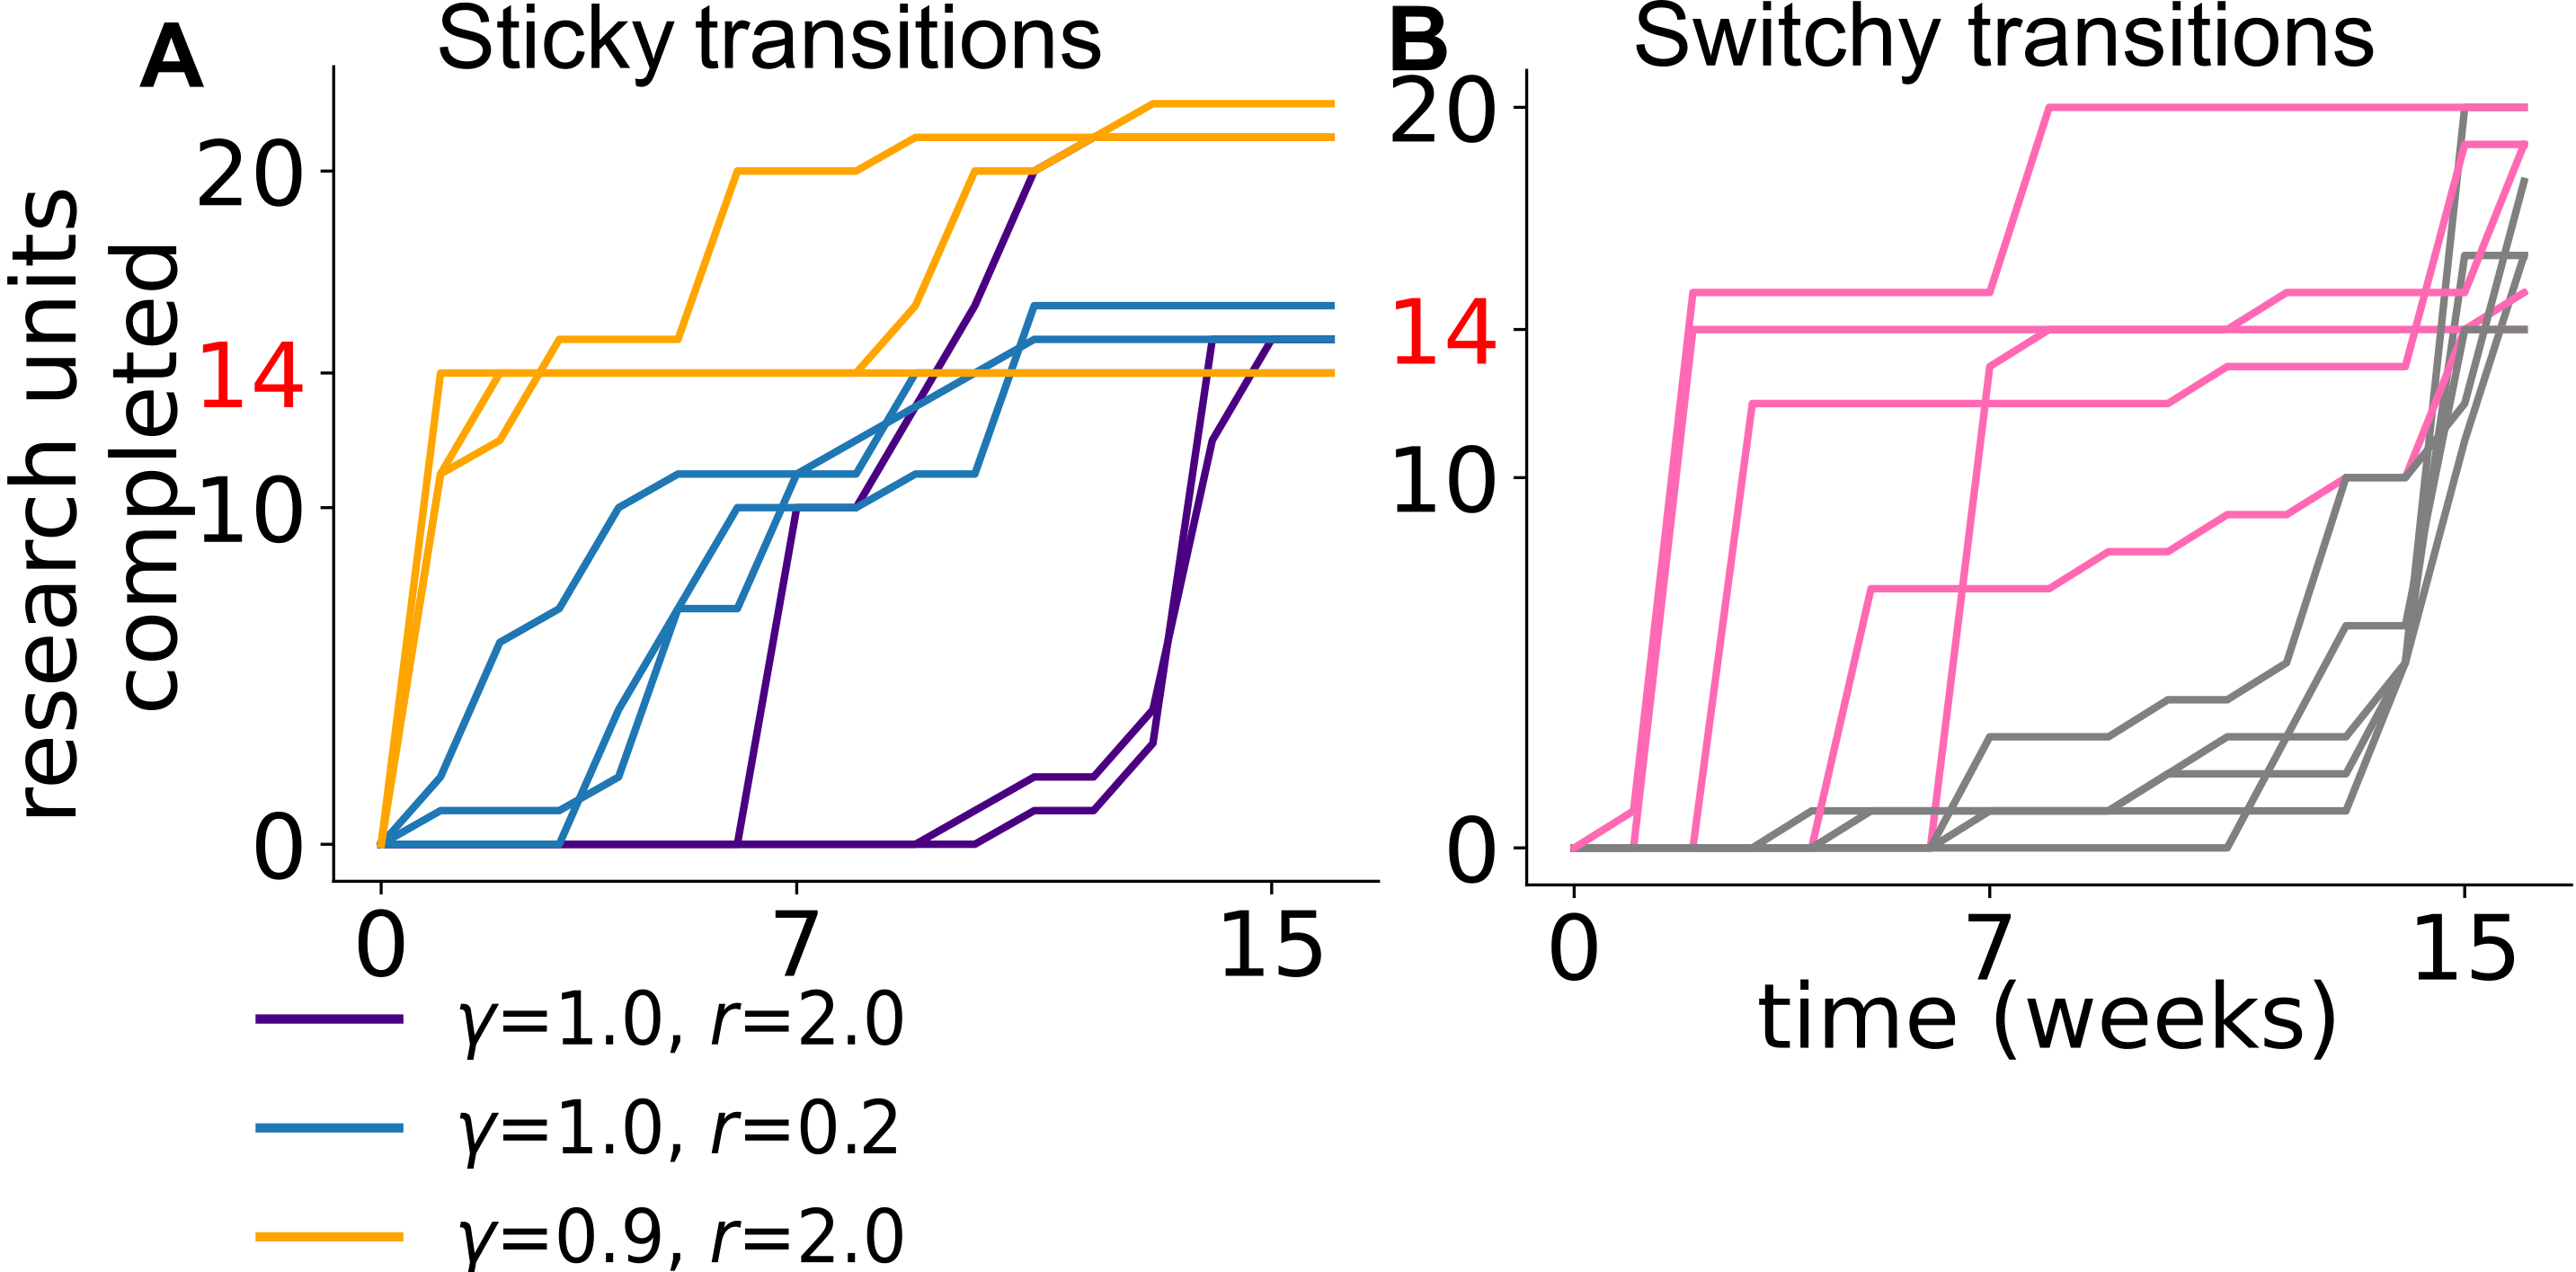 A
Sticky transitions
research units
completed
20
14
10
0
0
7
15
γ=1.0, r=2.0
γ=1.0, r=0.2
γ=0.9, r=2.0
B
Switchy transitions
20
14
10
0
0
7
15
time (weeks)